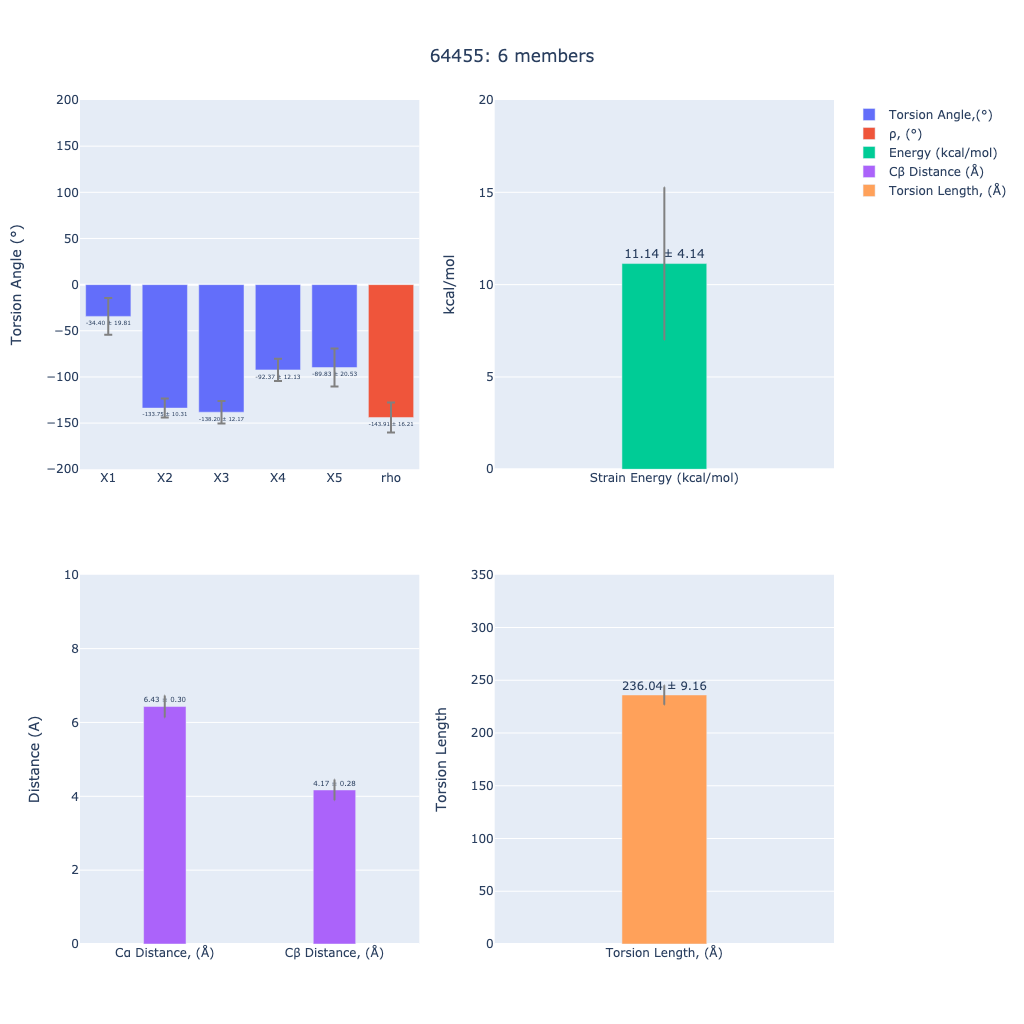 64455: 6 members
200
150
100
50
0
−50
−100
−150
−200
Torsion Angle (°)
-34.40 ± 19.81
-133.75 ± 10.31
-138.20 ± 12.17
-92.37 ± 12.13
-89.83 ± 20.53
-143.91 ± 16.21
X1 X2 X3 X4 X5 rho
20
15
10
5
0
kcal/mol
11.14 ± 4.14
Strain Energy (kcal/mol)
Torsion Angle,(°)
ρ, (°)
Energy (kcal/mol)
Cβ Distance (Å)
Torsion Length, (Å)
10
8
6
4
2
0
Distance (A)
6.43 ± 0.30
4.17 ± 0.28
Cα Distance, (Å) Cβ Distance, (Å)
350
300
250
200
150
100
50
0
Torsion Length
236.04 ± 9.16
Torsion Length, (Å)